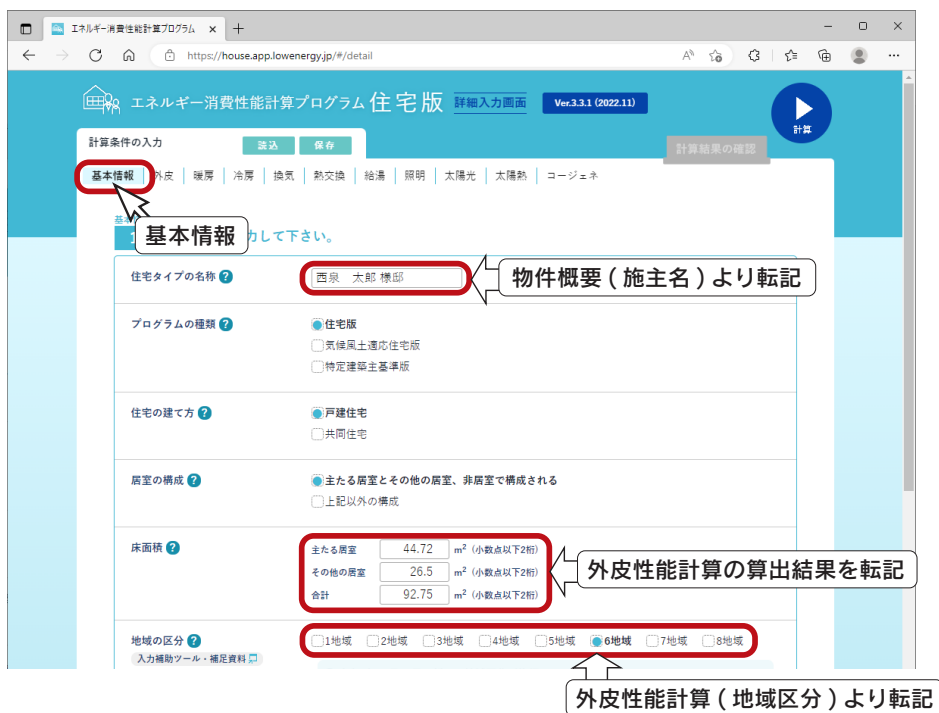 エネルギー消費性能計算プログラム
https://house.app.lowenergy.jp/#/detail
エネルギー消費性能計算プログラム 住宅版 詳細入力画面 Ver.3.3.1 (2022.11)
計算
計算条件の入力 読込 保存 計算結果の確認
基本情報 外皮 暖房 冷房 換気 熱交換 給湯 照明 太陽光 太陽熱 コージェネ
基本情報
力して下さい。
住宅タイプの名称 ? 西泉 太郎 様邸 物件概要 ( 施主名 ) より転記
プログラムの種類 ? 住宅版
気候風土適応住宅版
特定建築主基準版
住宅の建て方 ? 戸建住宅
共同住宅
居室の構成 ? 主たる居室とその他の居室、非居室で構成される
上記以外の構成
床面積 ? 主たる居室 44.72 m² (小数点以下2桁)
その他の居室 26.5 m² (小数点以下2桁)
外皮性能計算の算出結果を転記
合計 92.75 m² (小数点以下2桁)
地域の区分 ? 1地域 2地域 3地域 4地域 5地域 6地域 7地域 8地域
入力補助ツール・補足資料
外皮性能計算 ( 地域区分 ) より転記